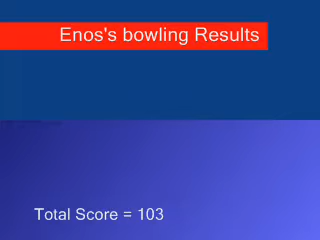 Enos's bowling Results
Total Score = 103